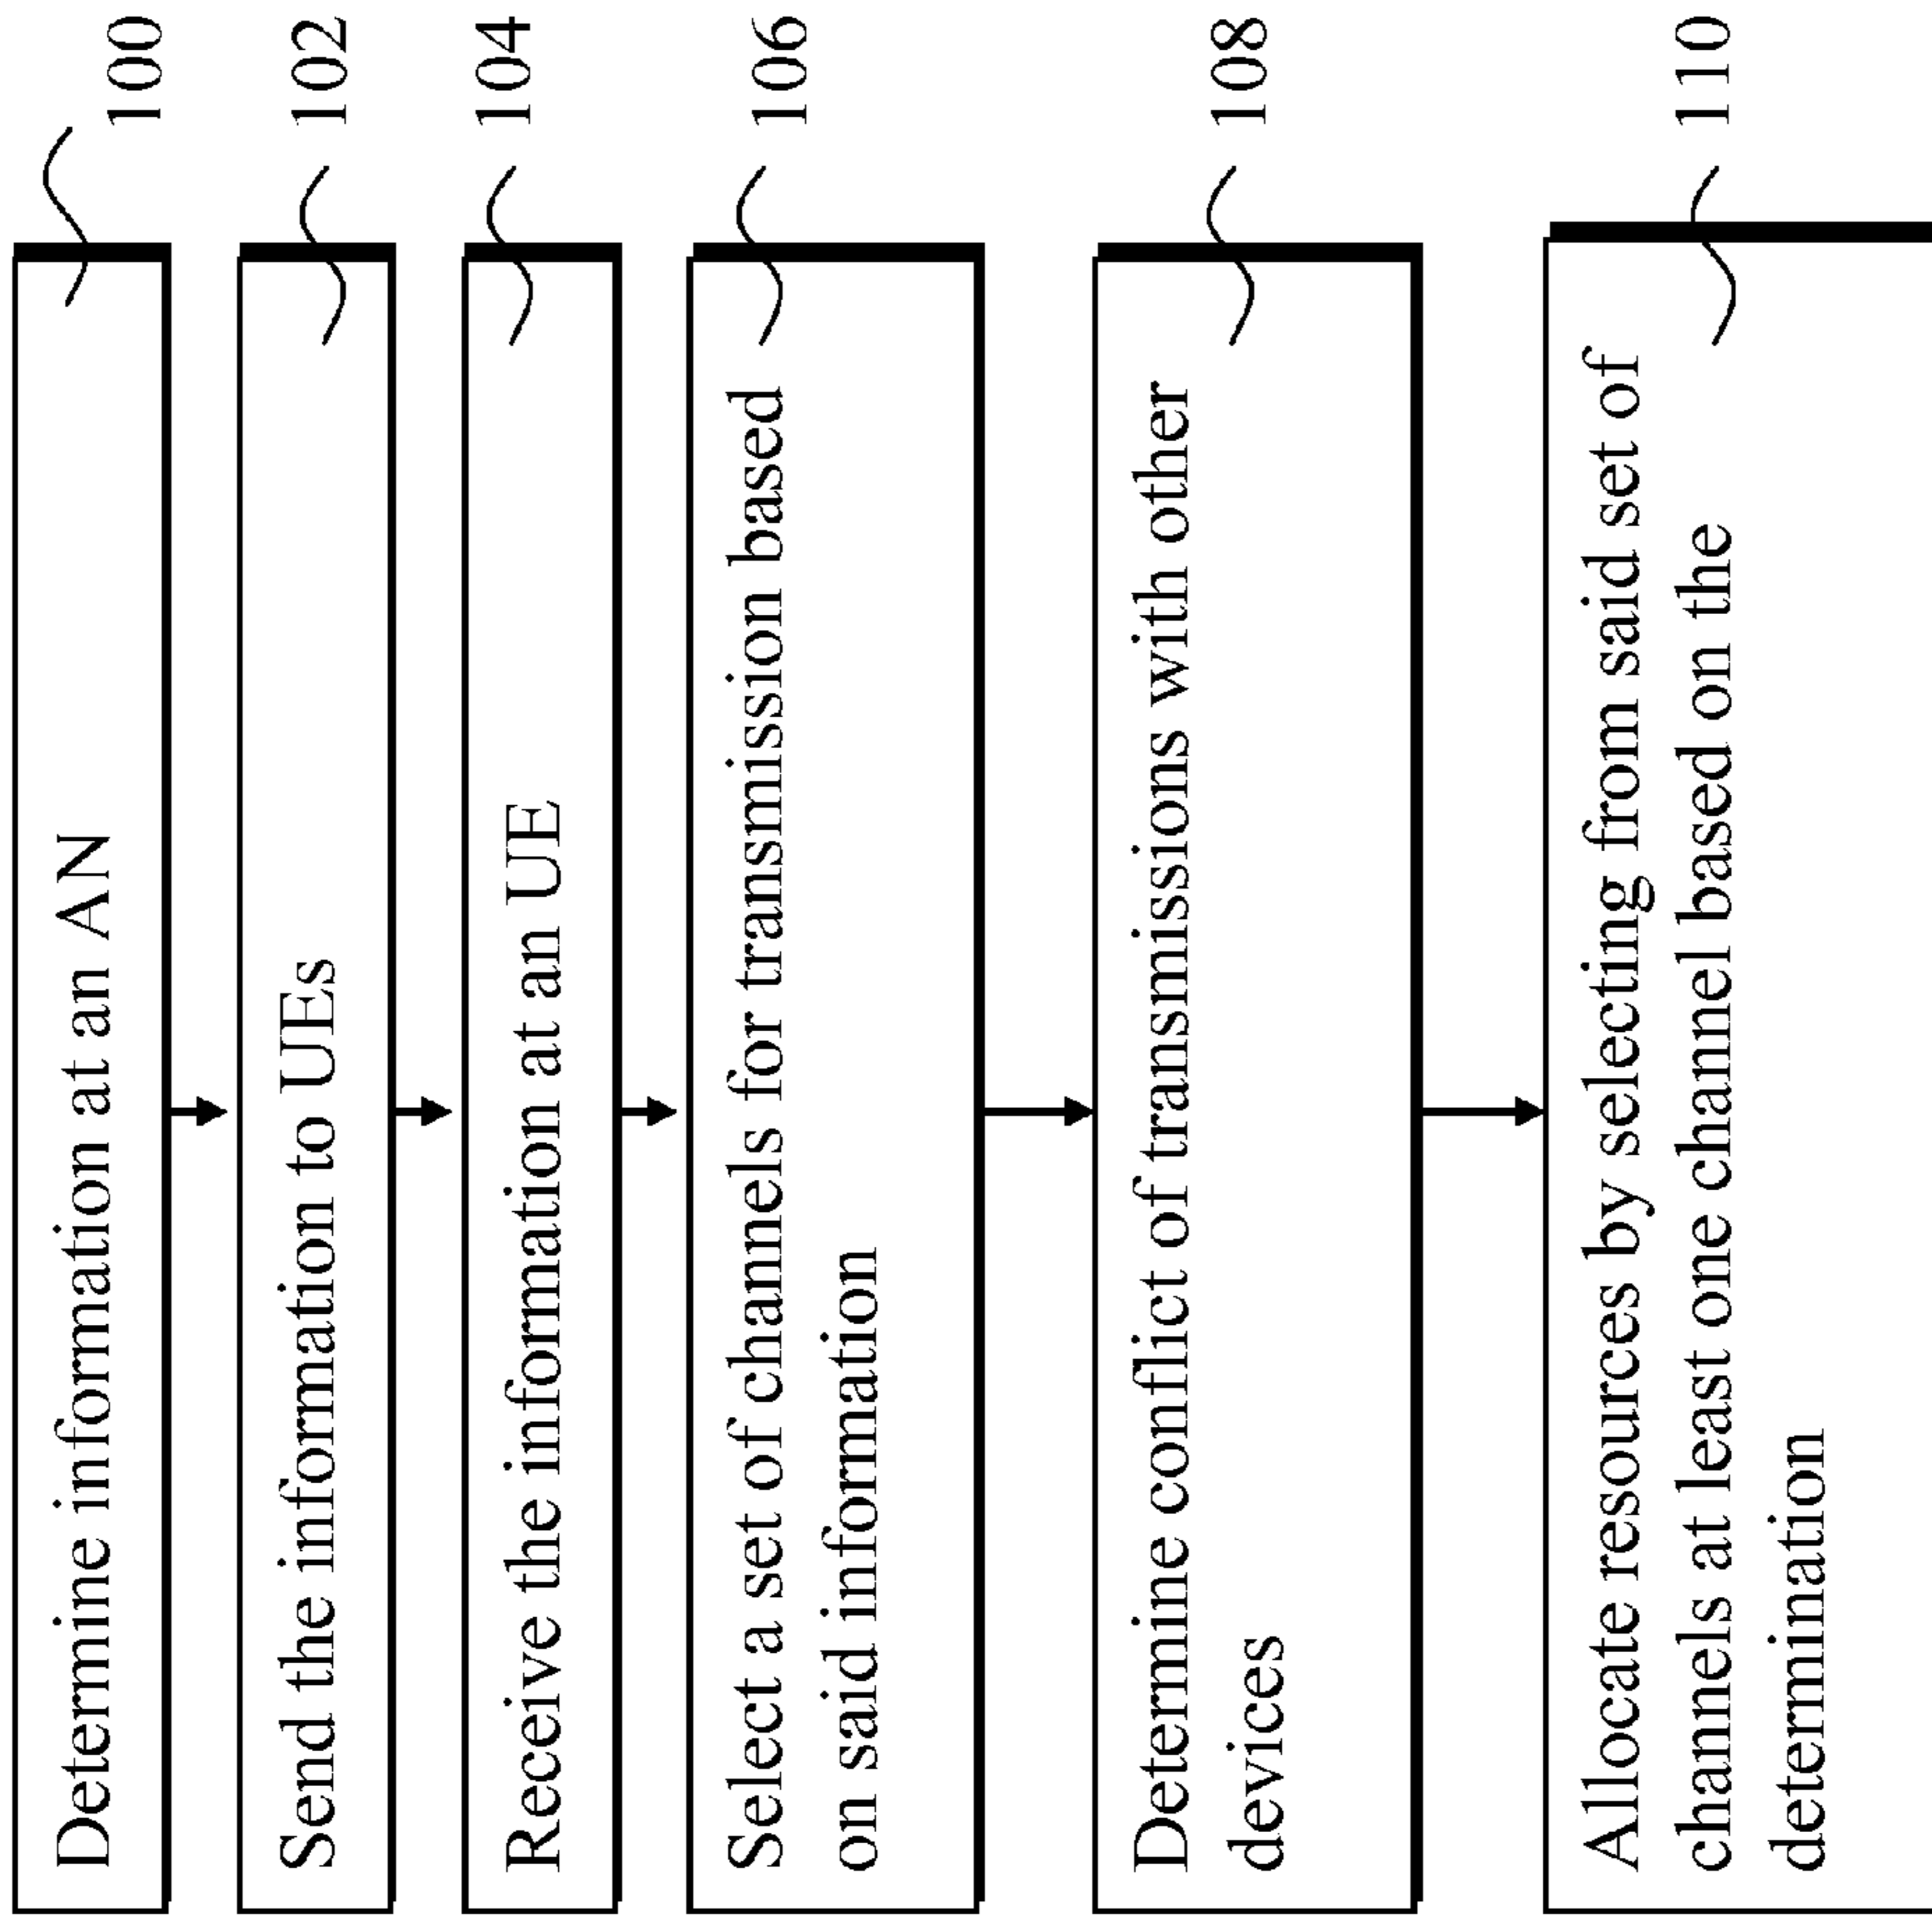 Determine information at an AN
100
Send the information to UEs
102
Receive the information at an UE
104
Select a set of channels for transmission based
on said information
106
Determine conflict of transmissions with other
devices
108
Allocate resources by selecting from said set of
channels at least one channel based on the
determination
110